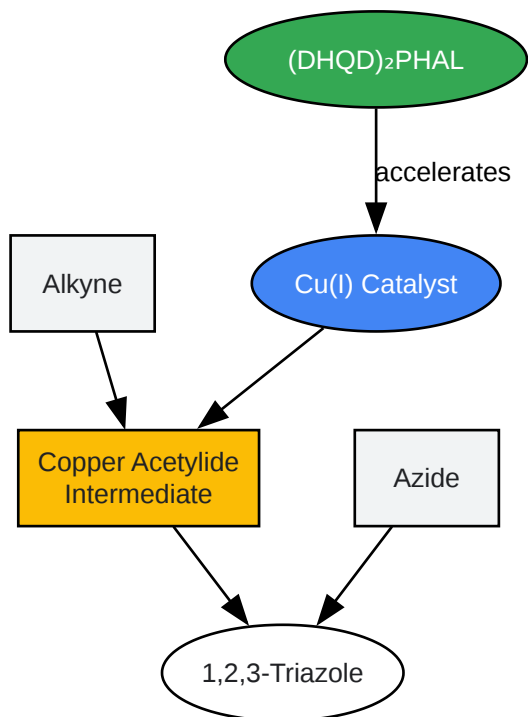 (DHQD)₂PHAL
accelerates
Alkyne
Cu(I) Catalyst
Copper Acetylide
Intermediate
Azide
1,2,3-Triazole